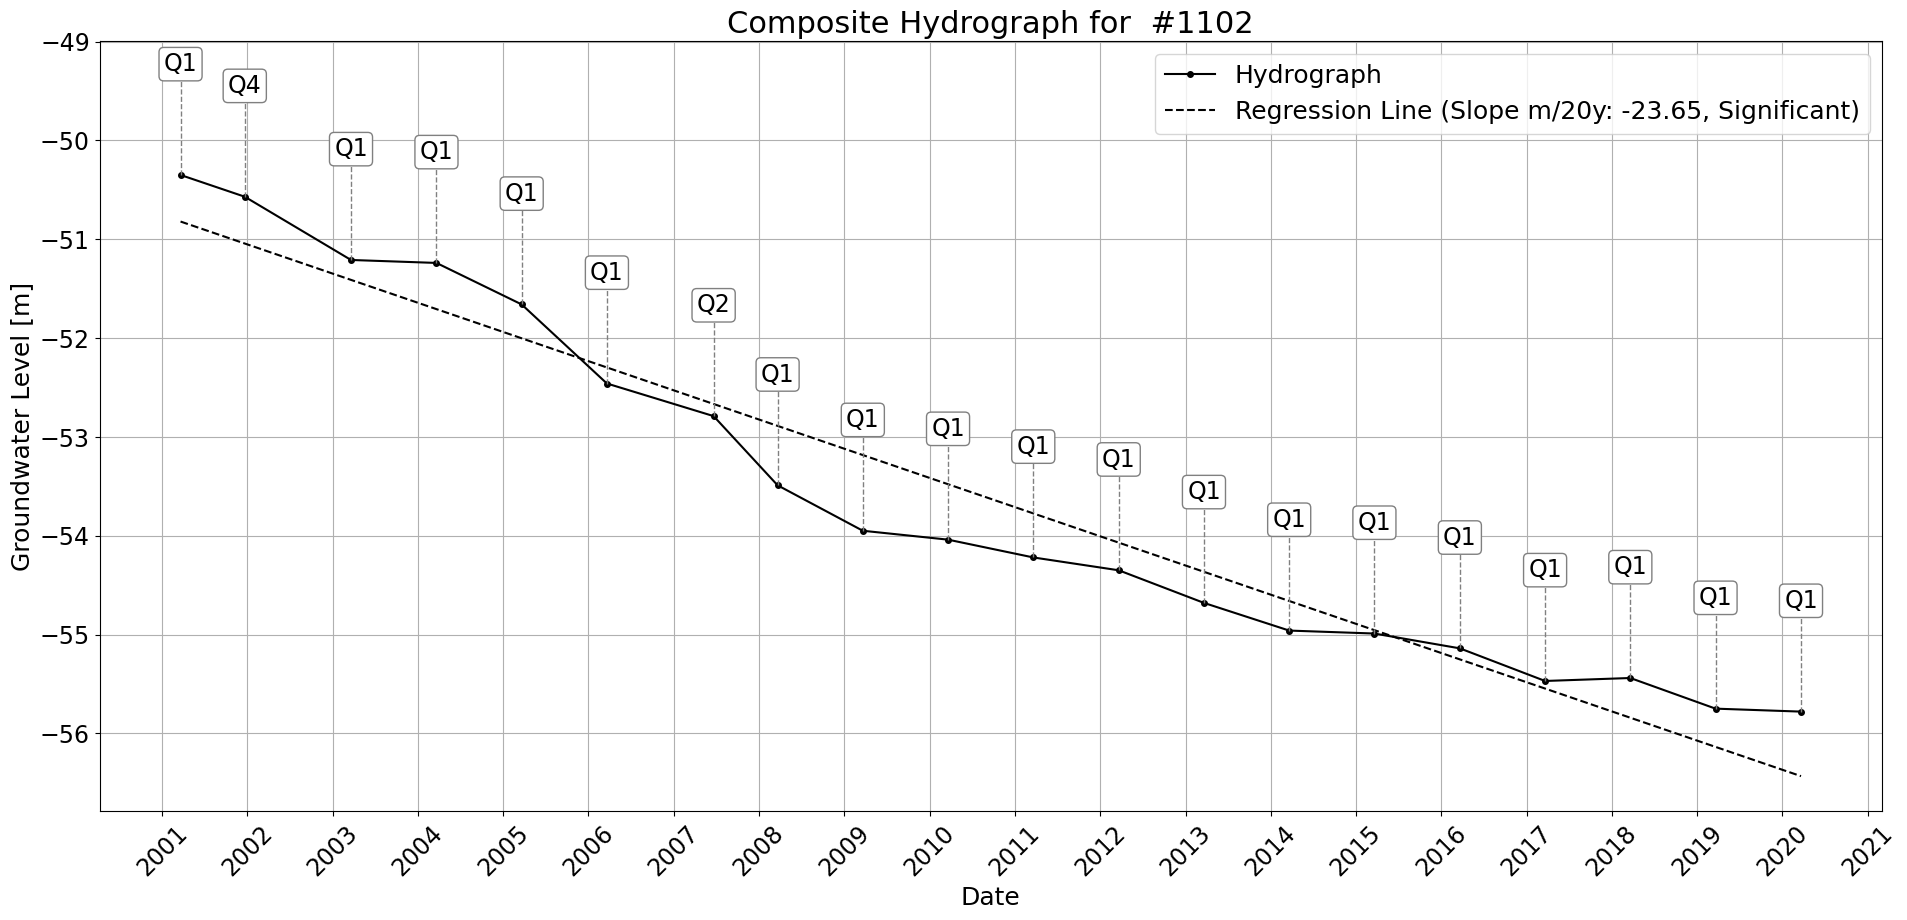 Composite Hydrograph for  #1102
Hydrograph
Regression Line (Slope m/20y: -23.65, Significant)
Groundwater Level [m]
−49
−50
−51
−52
−53
−54
−55
−56
Q1
Q4
Q1
Q1
Q1
Q1
Q2
Q1
Q1
Q1
Q1
Q1
Q1
Q1
Q1
Q1
Q1
Q1
Q1
Q1
2001
2002
2003
2004
2005
2006
2007
2008
2009
2010
2011
2012
2013
2014
2015
2016
2017
2018
2019
2020
2021
Date